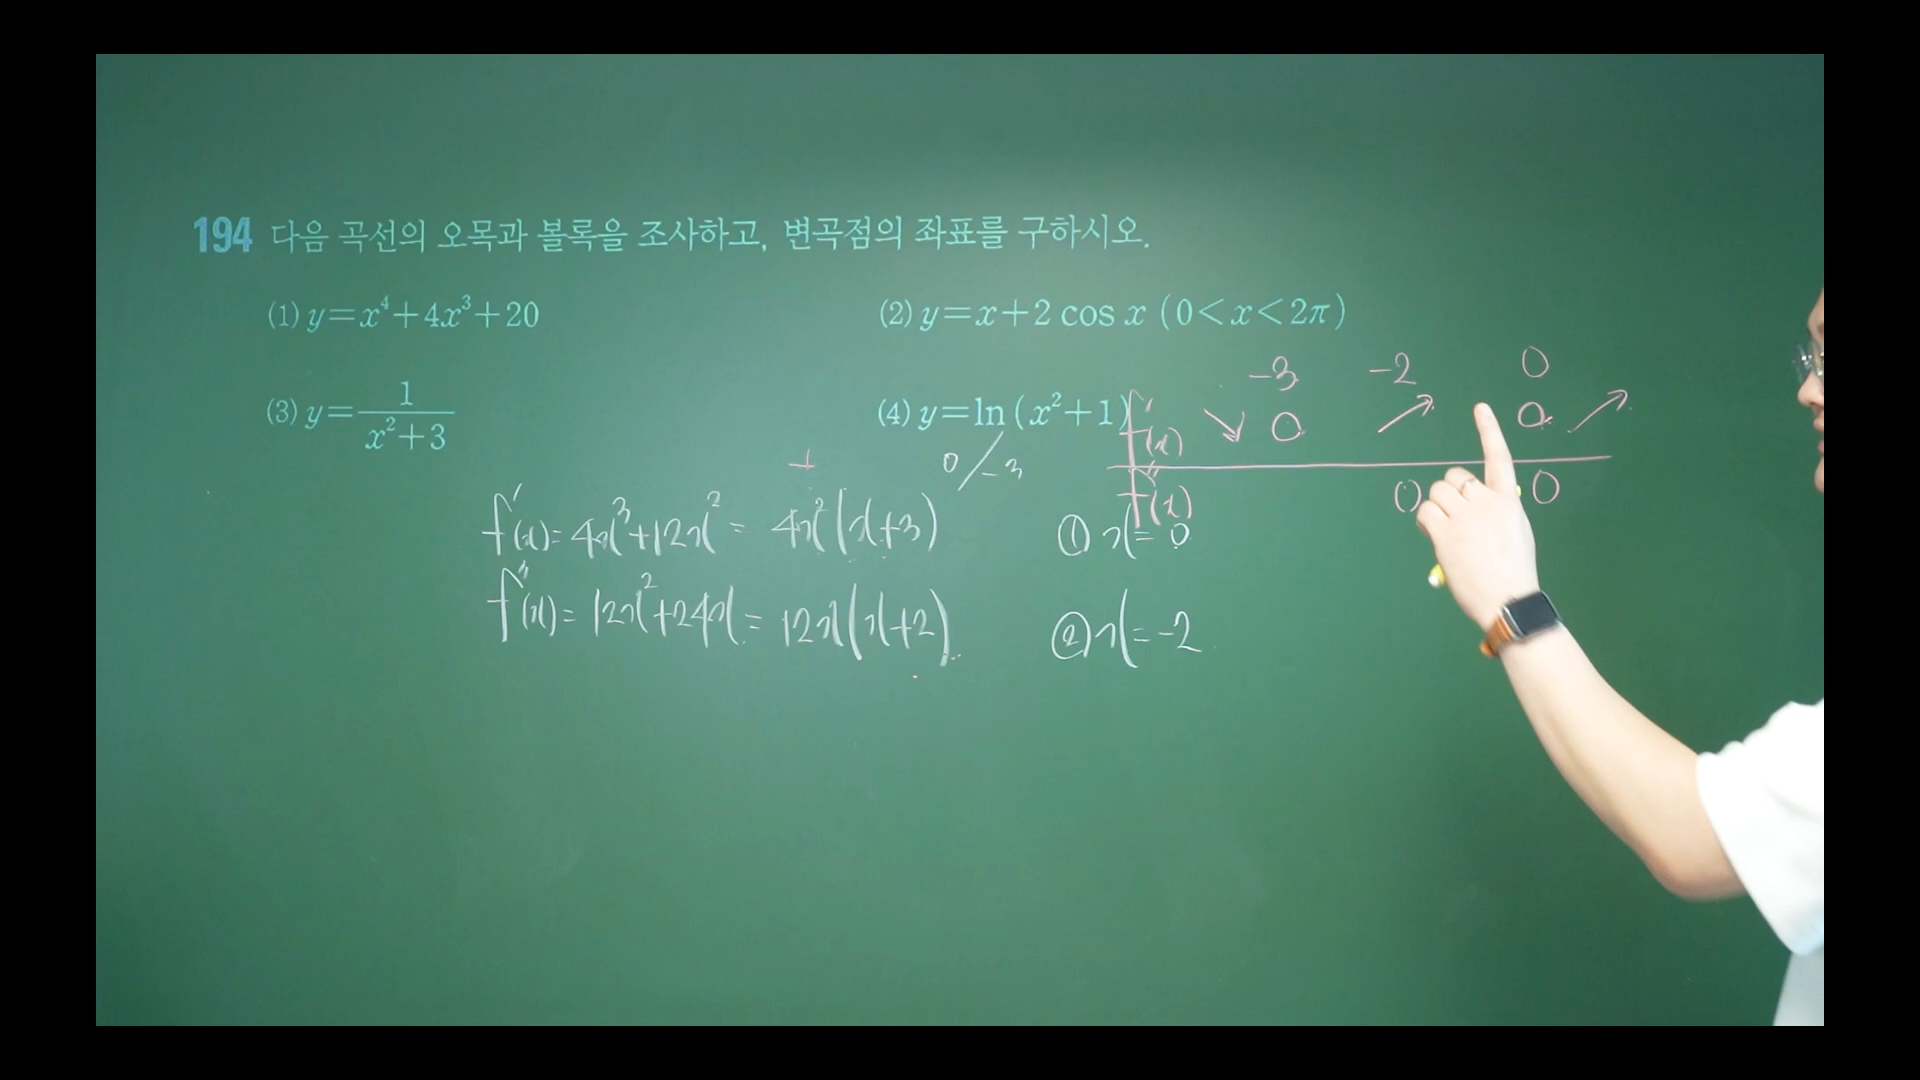 194 다음 곡선의 오목과 볼록을 조사하고, 변곡점의 좌표를 구하시오.
(1) y=x⁴+4x³+20
(2) y=x+2 cos x (0<x<2π)
(3) y=1/(x²+3)
(4) y=ln(x²+1)
-3 -2 0
f'(x) ↘ 0 ↗ 0 ↗
f''(x) 0 0
+
0/-3
f'(x)=4x³+12x²=4x²(x+3)
① x=0
f''(x)=12x²+24x=12x(x+2)
② x=-2